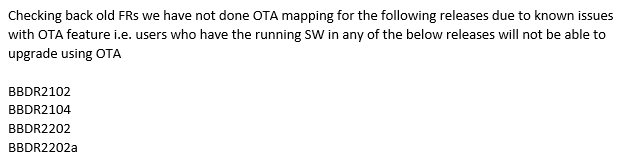 Checking back old FRs we have not done OTA mapping for the following releases due to known issues
with OTA feature i.e. users who have the running SW in any of the below releases will not be able to
upgrade using OTA
BBDR2102
BBDR2104
BBDR2202
BBDR2202a